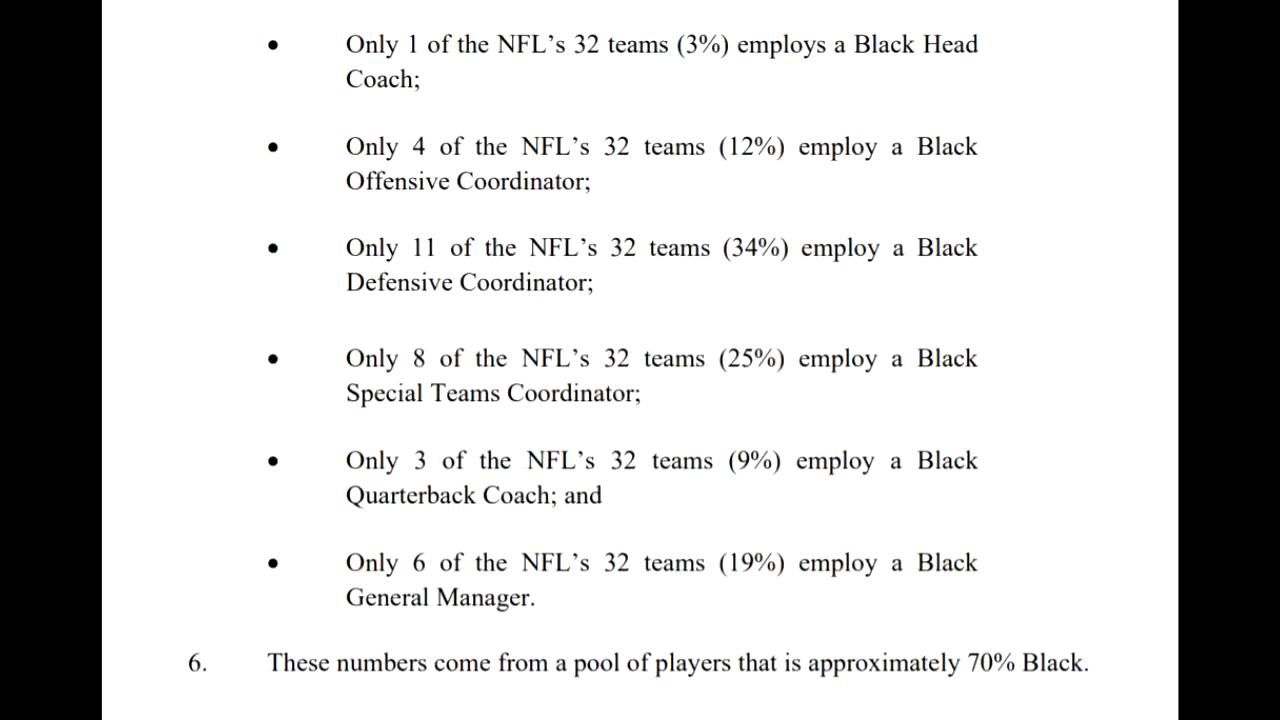 • Only 1 of the NFL’s 32 teams (3%) employs a Black Head
Coach;
• Only 4 of the NFL’s 32 teams (12%) employ a Black
Offensive Coordinator;
• Only 11 of the NFL’s 32 teams (34%) employ a Black
Defensive Coordinator;
• Only 8 of the NFL’s 32 teams (25%) employ a Black
Special Teams Coordinator;
• Only 3 of the NFL’s 32 teams (9%) employ a Black
Quarterback Coach; and
• Only 6 of the NFL’s 32 teams (19%) employ a Black
General Manager.
6. These numbers come from a pool of players that is approximately 70% Black.